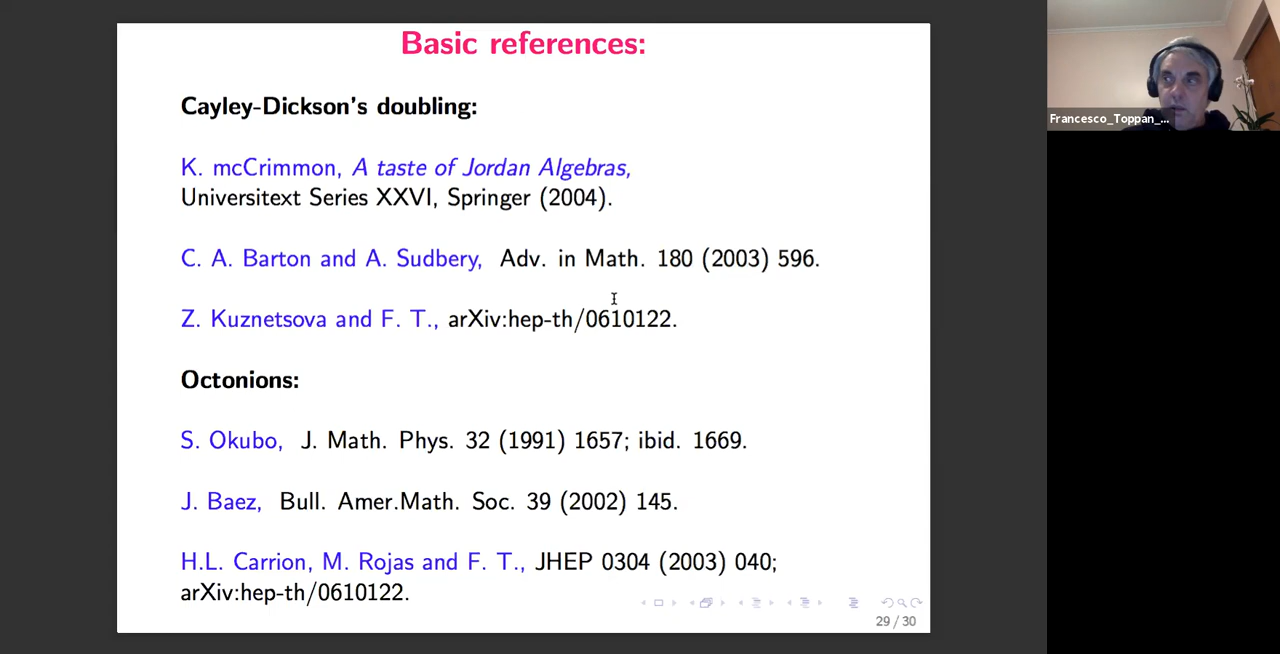 Basic references:
Cayley-Dickson's doubling:
K. mcCrimmon, A taste of Jordan Algebras,
Universitext Series XXVI, Springer (2004).
C. A. Barton and A. Sudbery, Adv. in Math. 180 (2003) 596.
Z. Kuznetsova and F. T., arXiv:hep-th/0610122.
Octonions:
S. Okubo, J. Math. Phys. 32 (1991) 1657; ibid. 1669.
J. Baez, Bull. Amer.Math. Soc. 39 (2002) 145.
H.L. Carrion, M. Rojas and F. T., JHEP 0304 (2003) 040;
arXiv:hep-th/0610122.
29 / 30
Francesco_Toppan_...